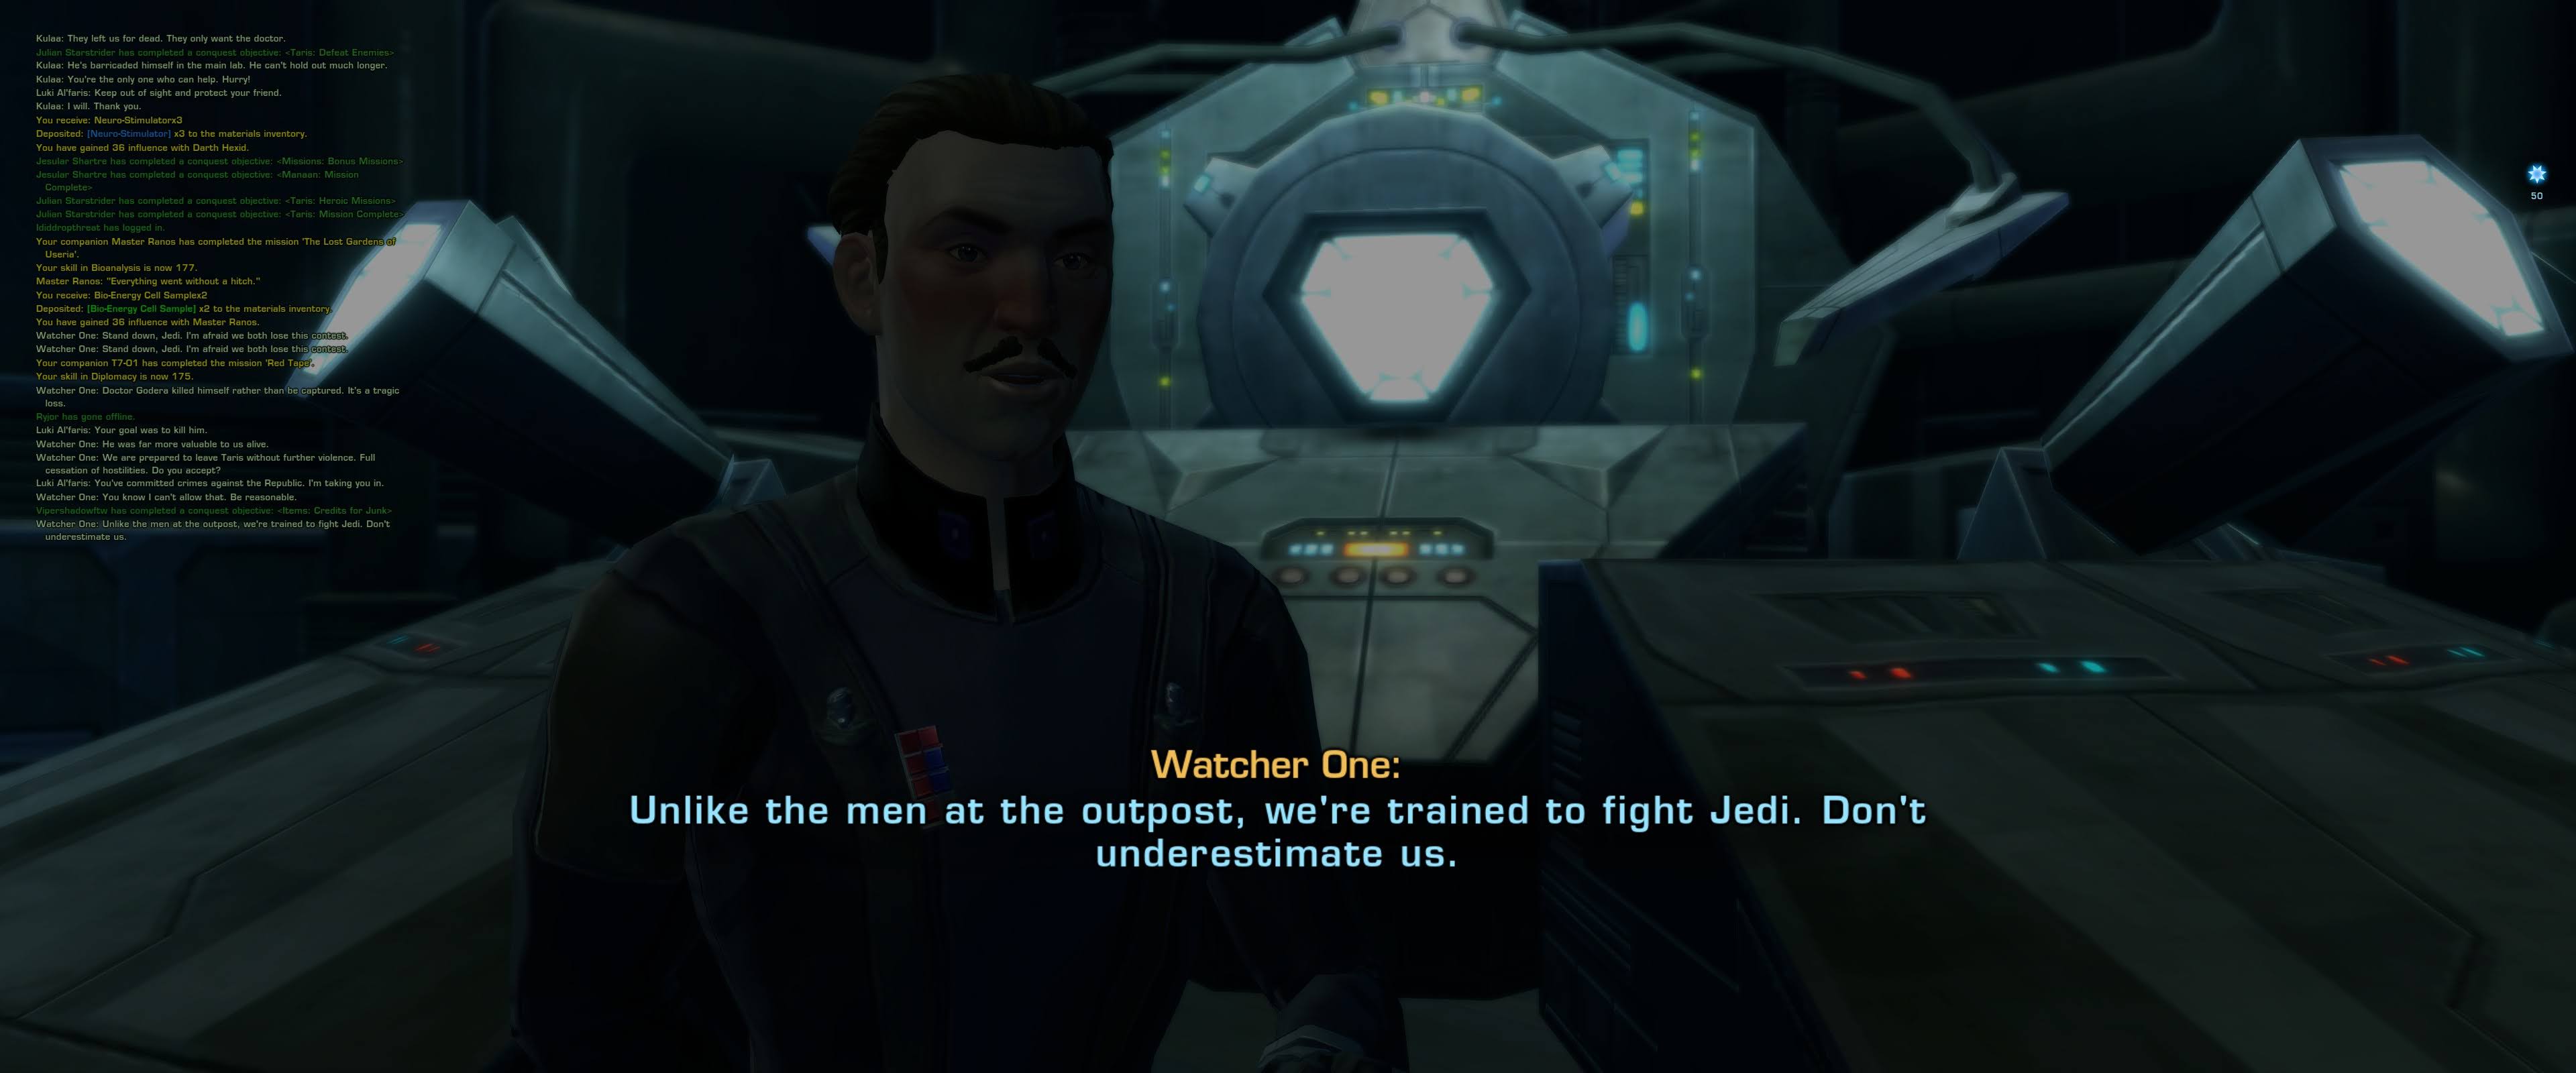 Kulaa: They left us for dead. They only want the doctor.
Julian Starstrider has completed a conquest objective: <Taris: Defeat Enemies>
Kulaa: He's barricaded himself in the main lab. He can't hold out much longer.
Kulaa: You're the only one who can help. Hurry!
Luki Al'faris: Keep out of sight and protect your friend.
Kulaa: I will. Thank you.
You receive: Neuro-Stimulatorx3
Deposited: [Neuro-Stimulator] x3 to the materials inventory.
You have gained 36 influence with Darth Hexid.
Jesular Shartre has completed a conquest objective: <Missions: Bonus Missions>
Jesular Shartre has completed a conquest objective: <Manaan: Mission
Complete>
Julian Starstrider has completed a conquest objective: <Taris: Heroic Missions>
Julian Starstrider has completed a conquest objective: <Taris: Mission Complete>
Ididdropthreat has logged in.
Your companion Master Ranos has completed the mission 'The Lost Gardens of
Useria'.
Your skill in Bioanalysis is now 177.
Master Ranos: "Everything went without a hitch."
You receive: Bio-Energy Cell Samplex2
Deposited: [Bio-Energy Cell Sample] x2 to the materials inventory.
You have gained 36 influence with Master Ranos.
Watcher One: Stand down, Jedi. I'm afraid we both lose this contest.
Watcher One: Stand down, Jedi. I'm afraid we both lose this contest.
Your companion T7-O1 has completed the mission 'Red Tape'.
Your skill in Diplomacy is now 175.
Watcher One: Doctor Godera killed himself rather than be captured. It's a tragic
loss.
Ryjor has gone offline.
Luki Al'faris: Your goal was to kill him.
Watcher One: He was far more valuable to us alive.
Watcher One: We are prepared to leave Taris without further violence. Full
cessation of hostilities. Do you accept?
Luki Al'faris: You've committed crimes against the Republic. I'm taking you in.
Watcher One: You know I can't allow that. Be reasonable.
Vipershadowftw has completed a conquest objective: <Items: Credits for Junk>
Watcher One: Unlike the men at the outpost, we're trained to fight Jedi. Don't
underestimate us.
50
Watcher One:
Unlike the men at the outpost, we're trained to fight Jedi. Don't
underestimate us.